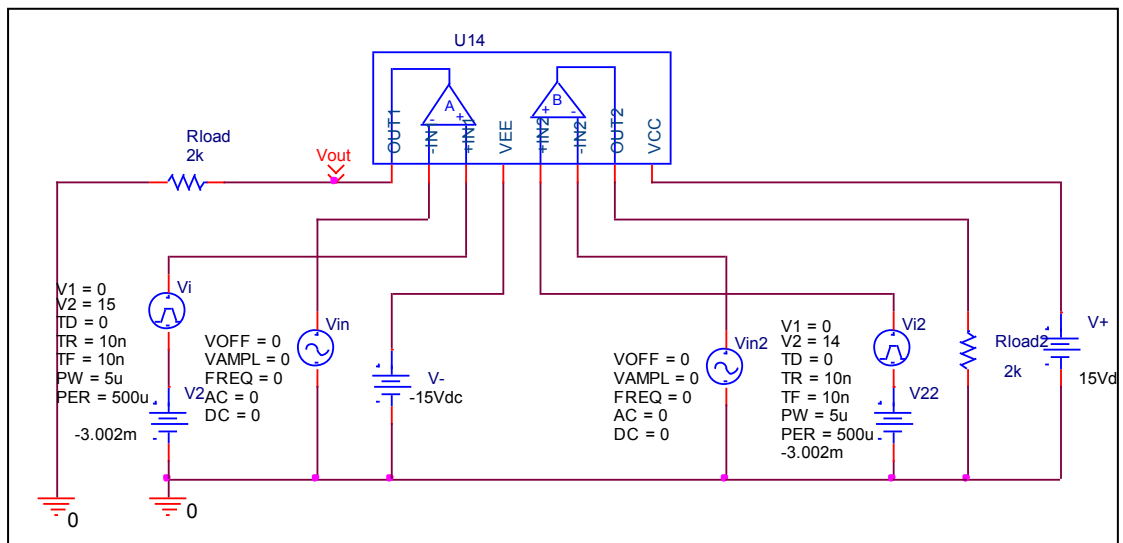 U14
A
B
OUT1
-IN1
+IN1
VEE
+IN2
-IN2
OUT2
VCC
Rload
2k
Vout
Vi
V1 = 0
V2 = 15
TD = 0
TR = 10n
TF = 10n
PW = 5u
PER = 500u
V2
-3.002m
Vin
VOFF = 0
VAMPL = 0
FREQ = 0
AC = 0
DC = 0
V-
-15Vdc
Vin2
VOFF = 0
VAMPL = 0
FREQ = 0
AC = 0
DC = 0
Vi2
V1 = 0
V2 = 14
TD = 0
TR = 10n
TF = 10n
PW = 5u
PER = 500u
V22
-3.002m
Rload2
2k
V+
15Vd
0
0